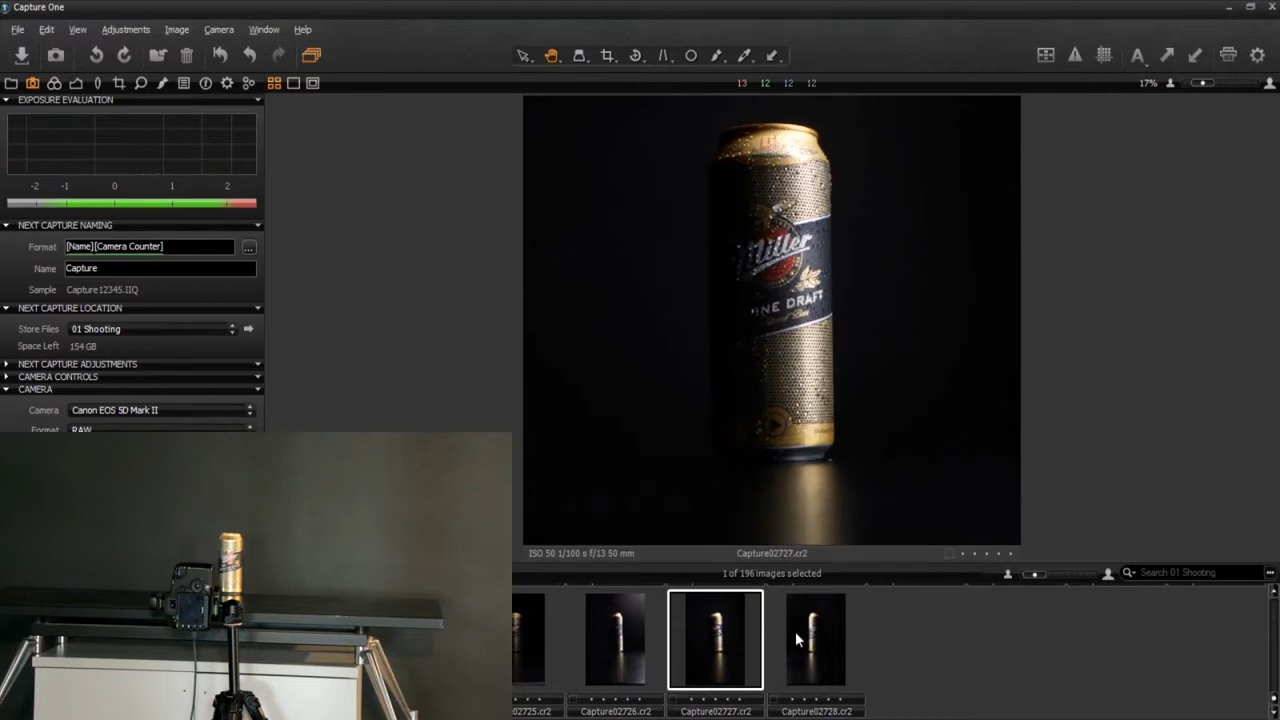 Capture One
File Edit View Adjustments Image Camera Window Help
13 12 12 12
17%
EXPOSURE EVALUATION
-2 -1 0 1 2
NEXT CAPTURE NAMING
Format [Name][Camera Counter] ...
Name Capture
Sample Capture12345.IIQ
NEXT CAPTURE LOCATION
Store Files 01 Shooting
Space Left 154 GB
NEXT CAPTURE ADJUSTMENTS
CAMERA CONTROLS
CAMERA
Camera Canon EOS 5D Mark II
Format RAW
Miller
INE DRAFT
ISO 50 1/100 s f/13 50 mm
Capture02727.cr2
1 of 196 images selected
Search 01 Shooting
02725.cr2
Capture02726.cr2
Capture02727.cr2
Capture02728.cr2